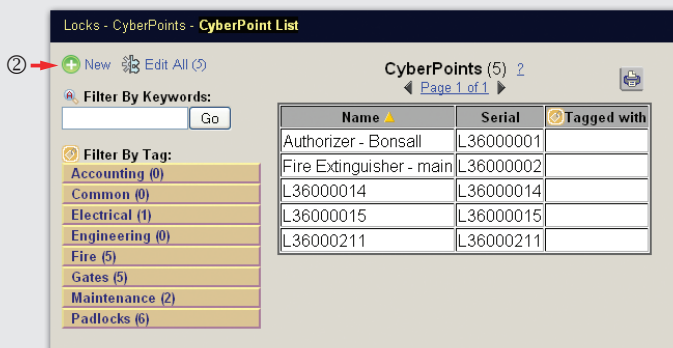 Locks - CyberPoints - CyberPoint List
② New Edit All (5)
Filter By Keywords:
Go
Filter By Tag:
Accounting (0)
Common (0)
Electrical (1)
Engineering (0)
Fire (5)
Gates (5)
Maintenance (2)
Padlocks (6)
CyberPoints (5) ?
Page 1 of 1
Name Serial Tagged with
Authorizer - Bonsall L36000001
Fire Extinguisher - main L36000002
L36000014 L36000014
L36000015 L36000015
L36000211 L36000211